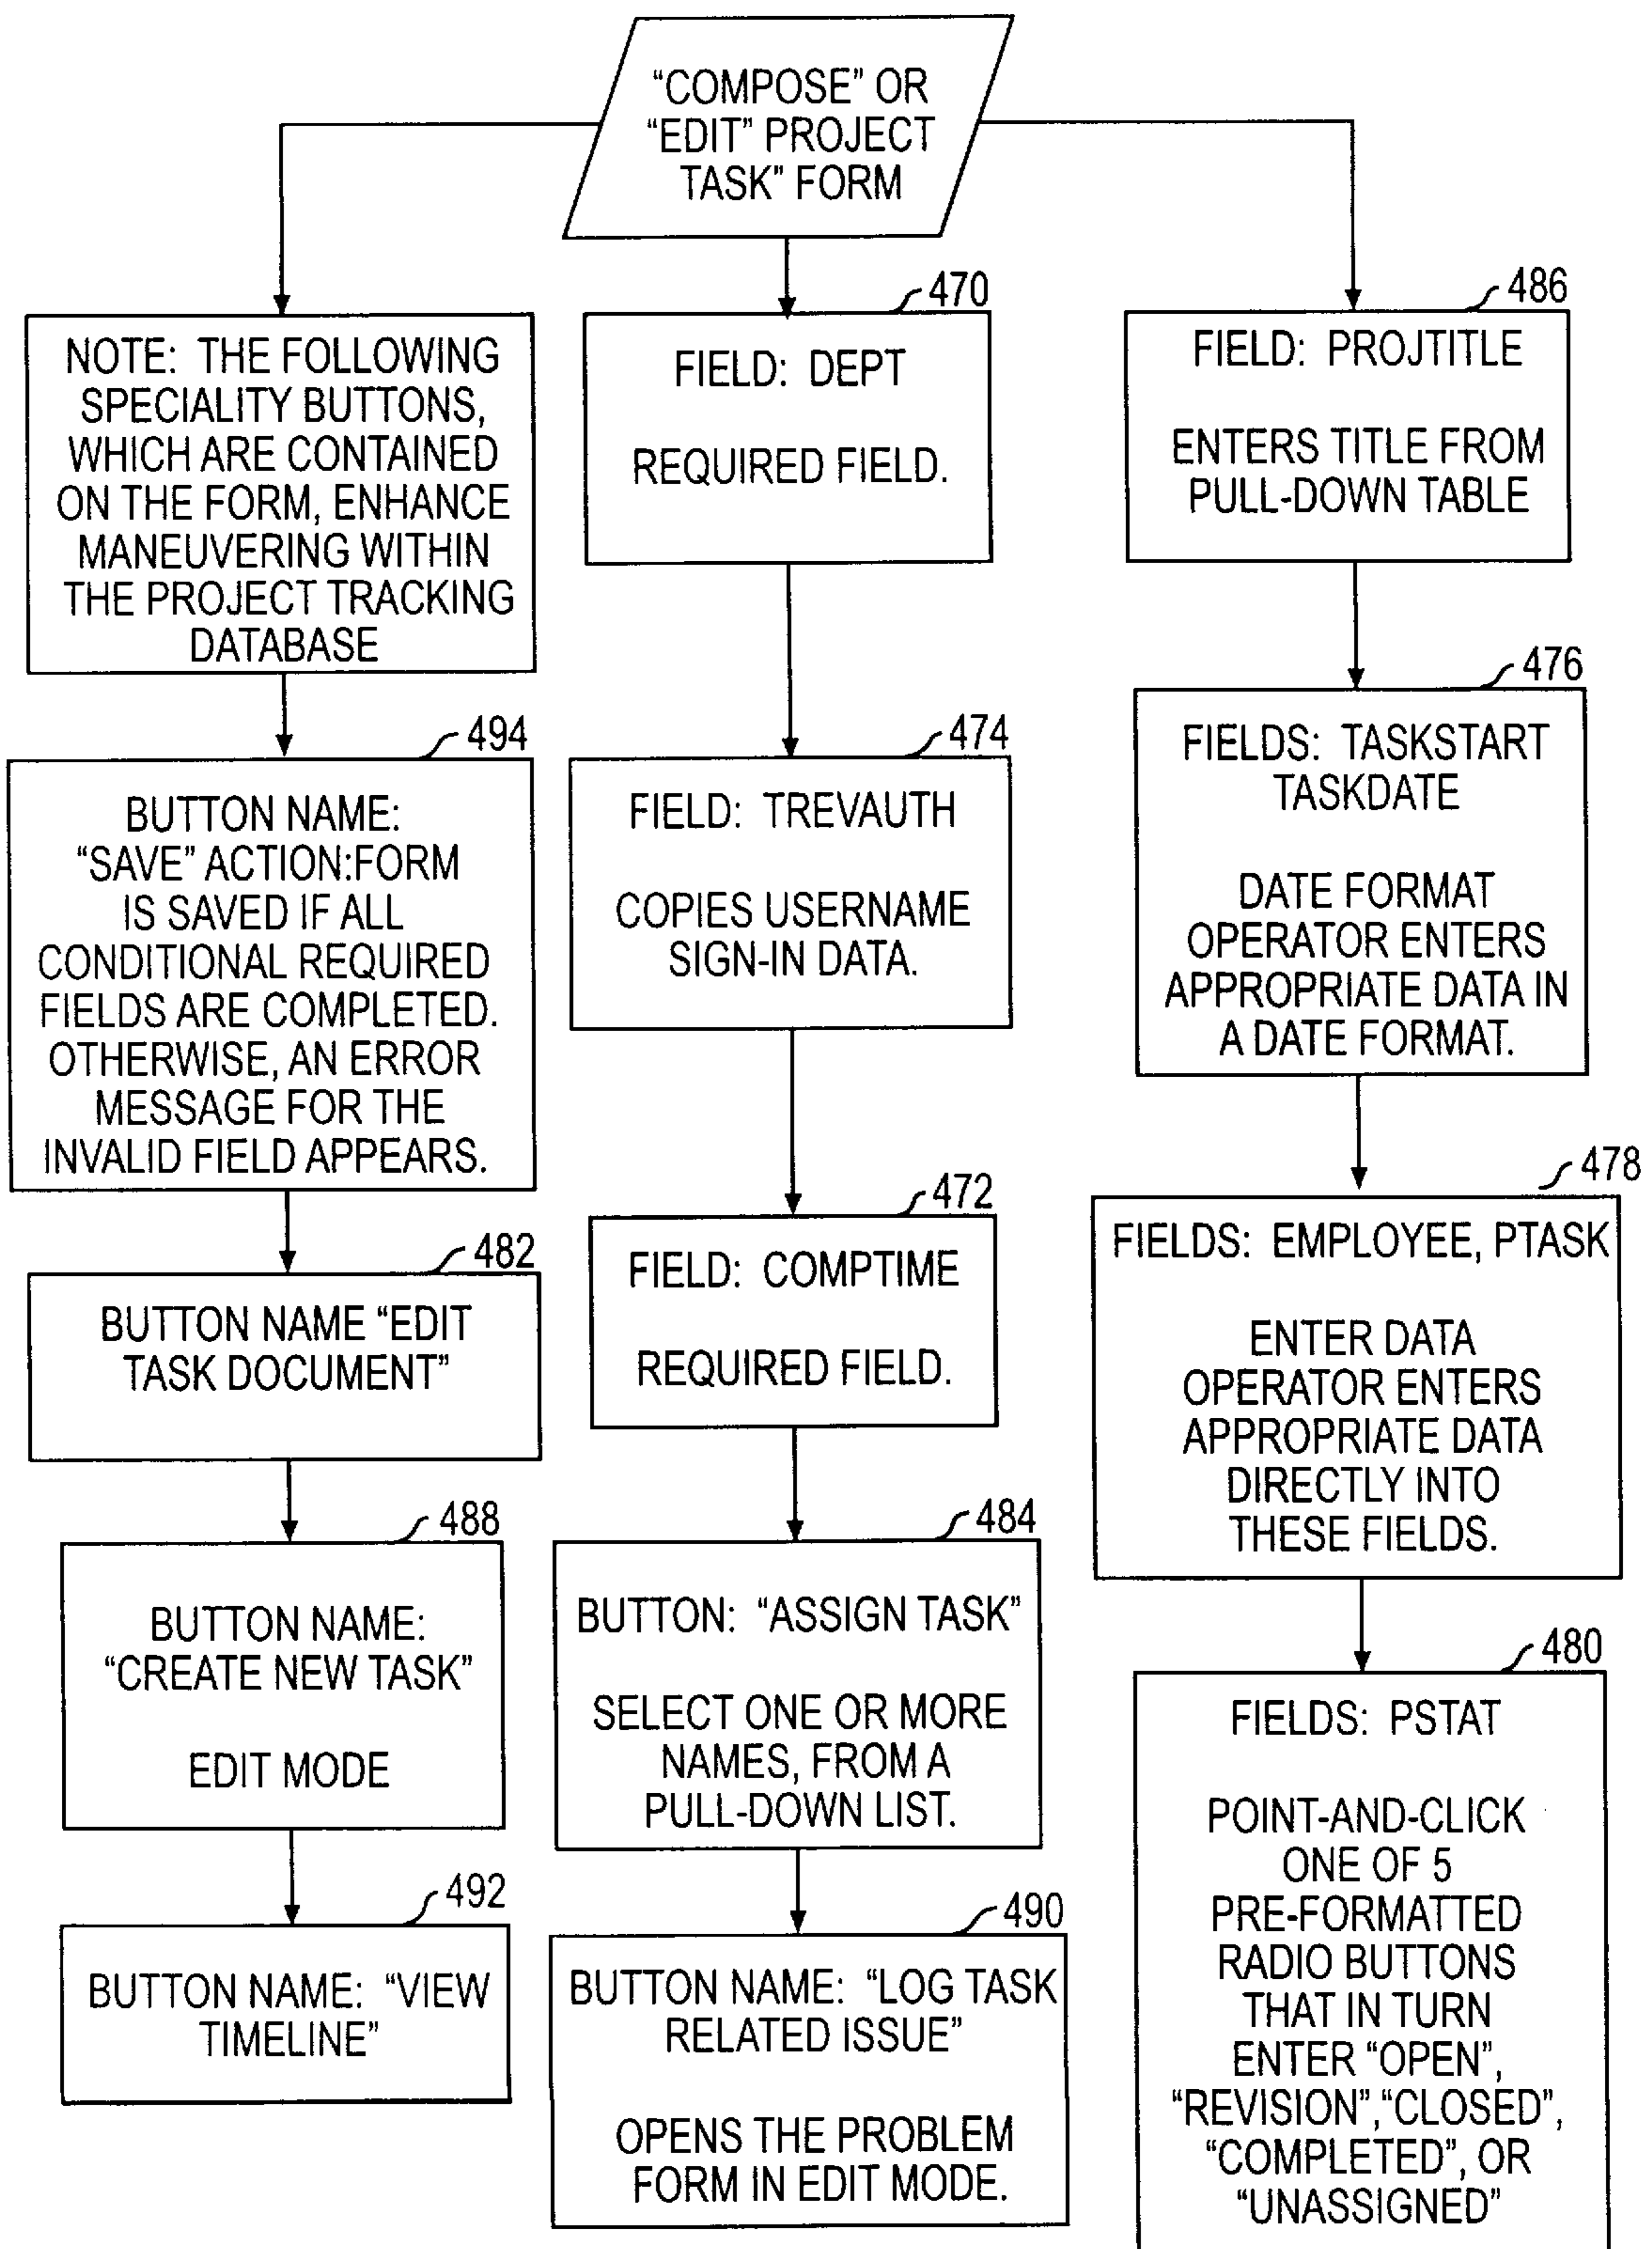 “COMPOSE” OR
“EDIT” PROJECT
TASK” FORM
NOTE: THE FOLLOWING
SPECIALITY BUTTONS,
WHICH ARE CONTAINED
ON THE FORM, ENHANCE
MANEUVERING WITHIN
THE PROJECT TRACKING
DATABASE
494
BUTTON NAME:
“SAVE” ACTION:FORM
IS SAVED IF ALL
CONDITIONAL REQUIRED
FIELDS ARE COMPLETED.
OTHERWISE, AN ERROR
MESSAGE FOR THE
INVALID FIELD APPEARS.
482
BUTTON NAME “EDIT
TASK DOCUMENT”
488
BUTTON NAME:
“CREATE NEW TASK”
EDIT MODE
492
BUTTON NAME: “VIEW
TIMELINE”
470
FIELD: DEPT
REQUIRED FIELD.
474
FIELD: TREVAUTH
COPIES USERNAME
SIGN-IN DATA.
472
FIELD: COMPTIME
REQUIRED FIELD.
484
BUTTON: “ASSIGN TASK”
SELECT ONE OR MORE
NAMES, FROM A
PULL-DOWN LIST.
490
BUTTON NAME: “LOG TASK
RELATED ISSUE”
OPENS THE PROBLEM
FORM IN EDIT MODE.
486
FIELD: PROJTITLE
ENTERS TITLE FROM
PULL-DOWN TABLE
476
FIELDS: TASKSTART
TASKDATE
DATE FORMAT
OPERATOR ENTERS
APPROPRIATE DATA IN
A DATE FORMAT.
478
FIELDS: EMPLOYEE, PTASK
ENTER DATA
OPERATOR ENTERS
APPROPRIATE DATA
DIRECTLY INTO
THESE FIELDS.
480
FIELDS: PSTAT
POINT-AND-CLICK
ONE OF 5
PRE-FORMATTED
RADIO BUTTONS
THAT IN TURN
ENTER “OPEN”,
“REVISION”,“CLOSED”,
“COMPLETED”, OR
“UNASSIGNED”